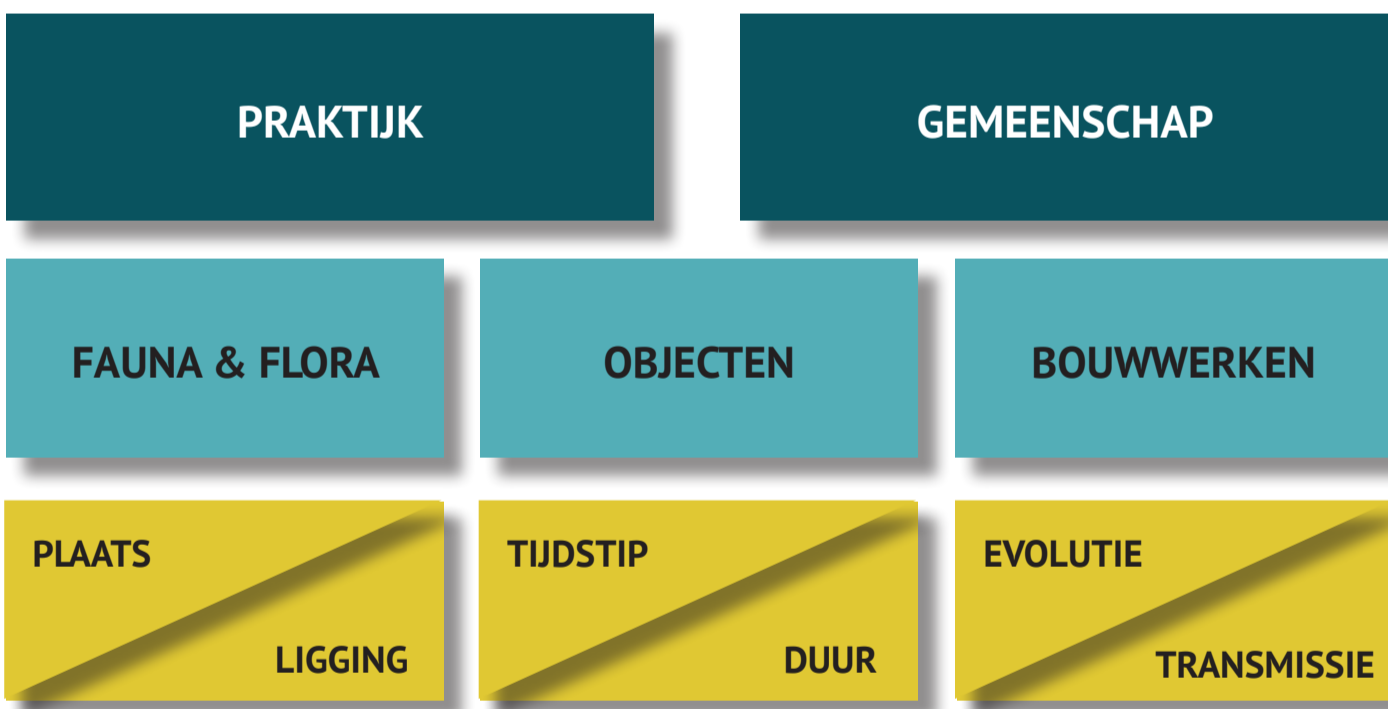 PRAKTIJK
GEMEENSCHAP
FAUNA & FLORA
OBJECTEN
BOUWWERKEN
PLAATS
LIGGING
TIJDSTIP
DUUR
EVOLUTIE
TRANSMISSIE